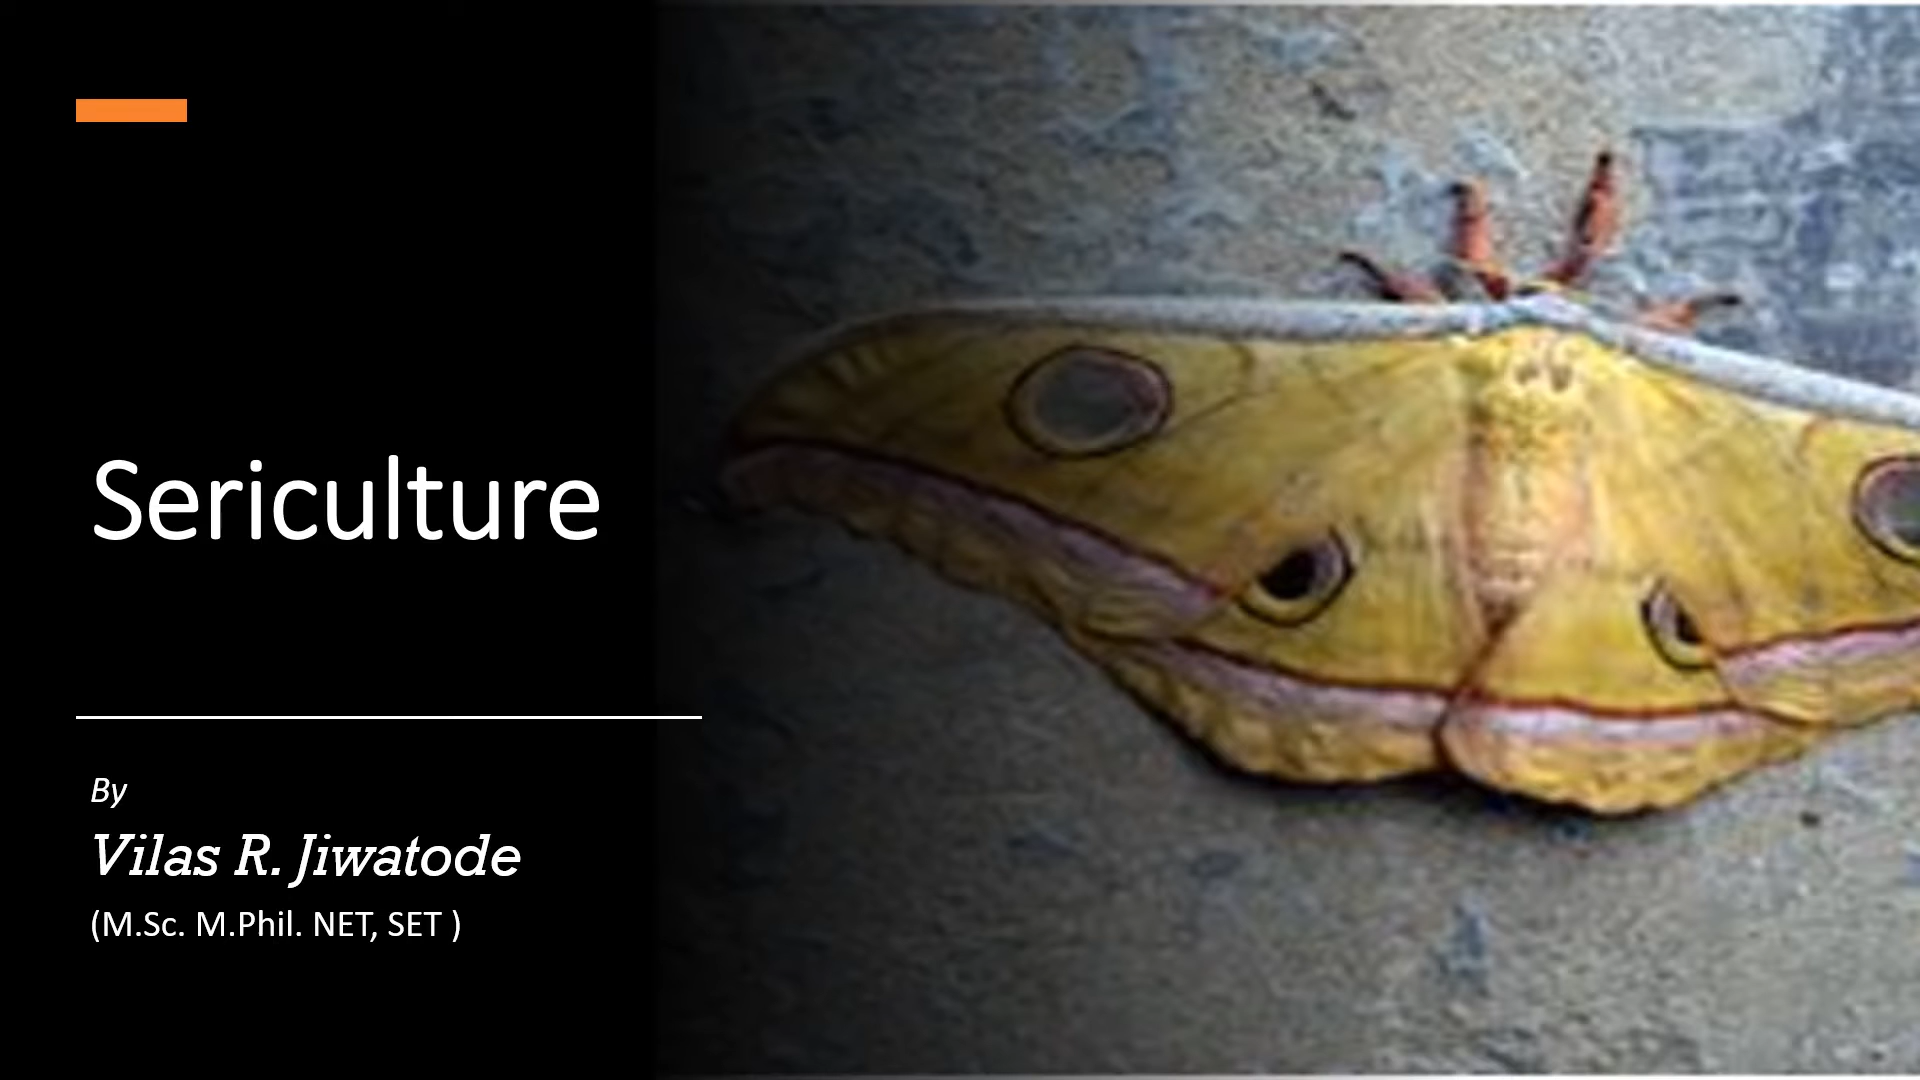 Sericulture
By
Vilas R. Jiwatode
(M.Sc. M.Phil. NET, SET )